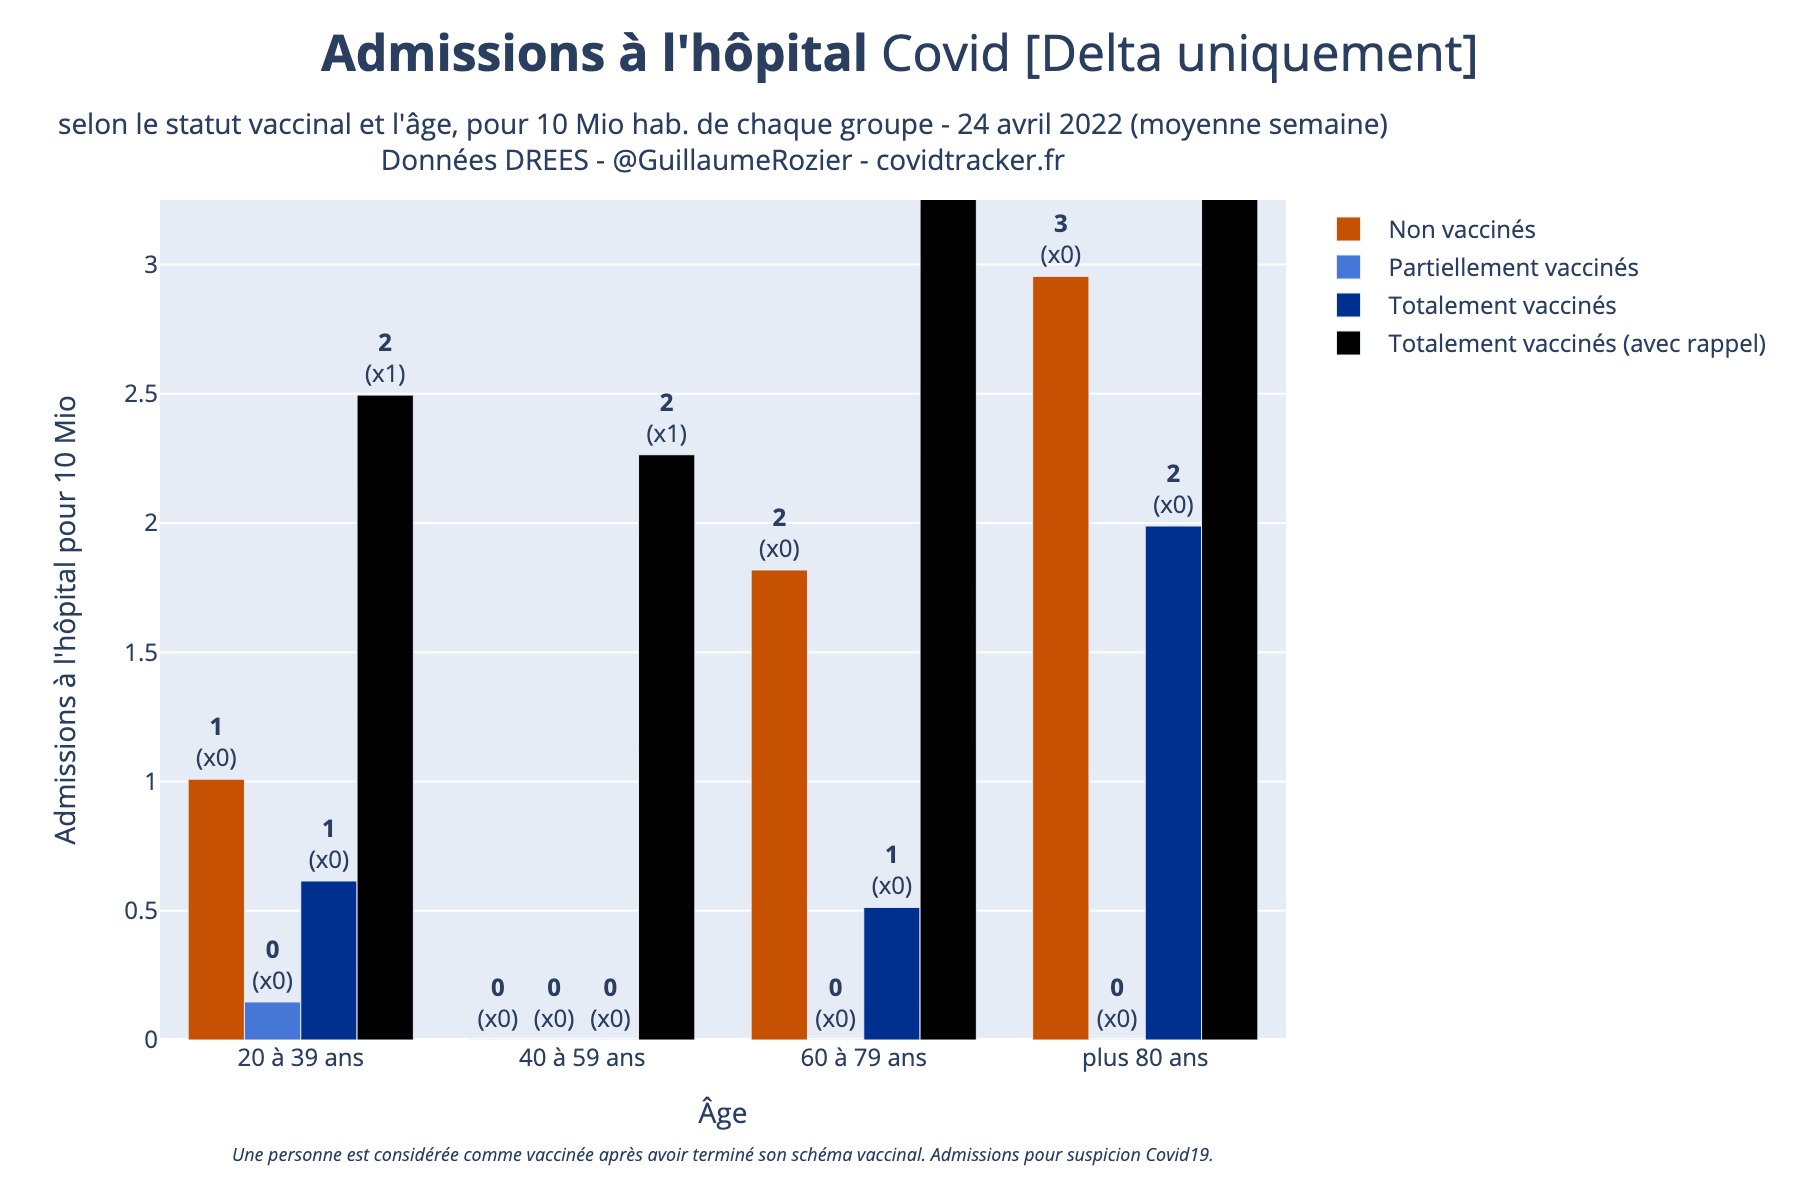 Admissions à l'hôpital Covid [Delta uniquement]
selon le statut vaccinal et l'âge, pour 10 Mio hab. de chaque groupe - 24 avril 2022 (moyenne semaine)
Données DREES - @GuillaumeRozier - covidtracker.fr
Non vaccinés
Partiellement vaccinés
Totalement vaccinés
Totalement vaccinés (avec rappel)
Admissions à l'hôpital pour 10 Mio
3
2.5
2
1.5
1
0.5
0
1
(x0)
0
(x0)
1
(x0)
2
(x1)
0
(x0)
0
(x0)
0
(x0)
2
(x1)
2
(x0)
0
(x0)
1
(x0)
3
(x0)
0
(x0)
2
(x0)
20 à 39 ans
40 à 59 ans
60 à 79 ans
plus 80 ans
Âge
Une personne est considérée comme vaccinée après avoir terminé son schéma vaccinal. Admissions pour suspicion Covid19.